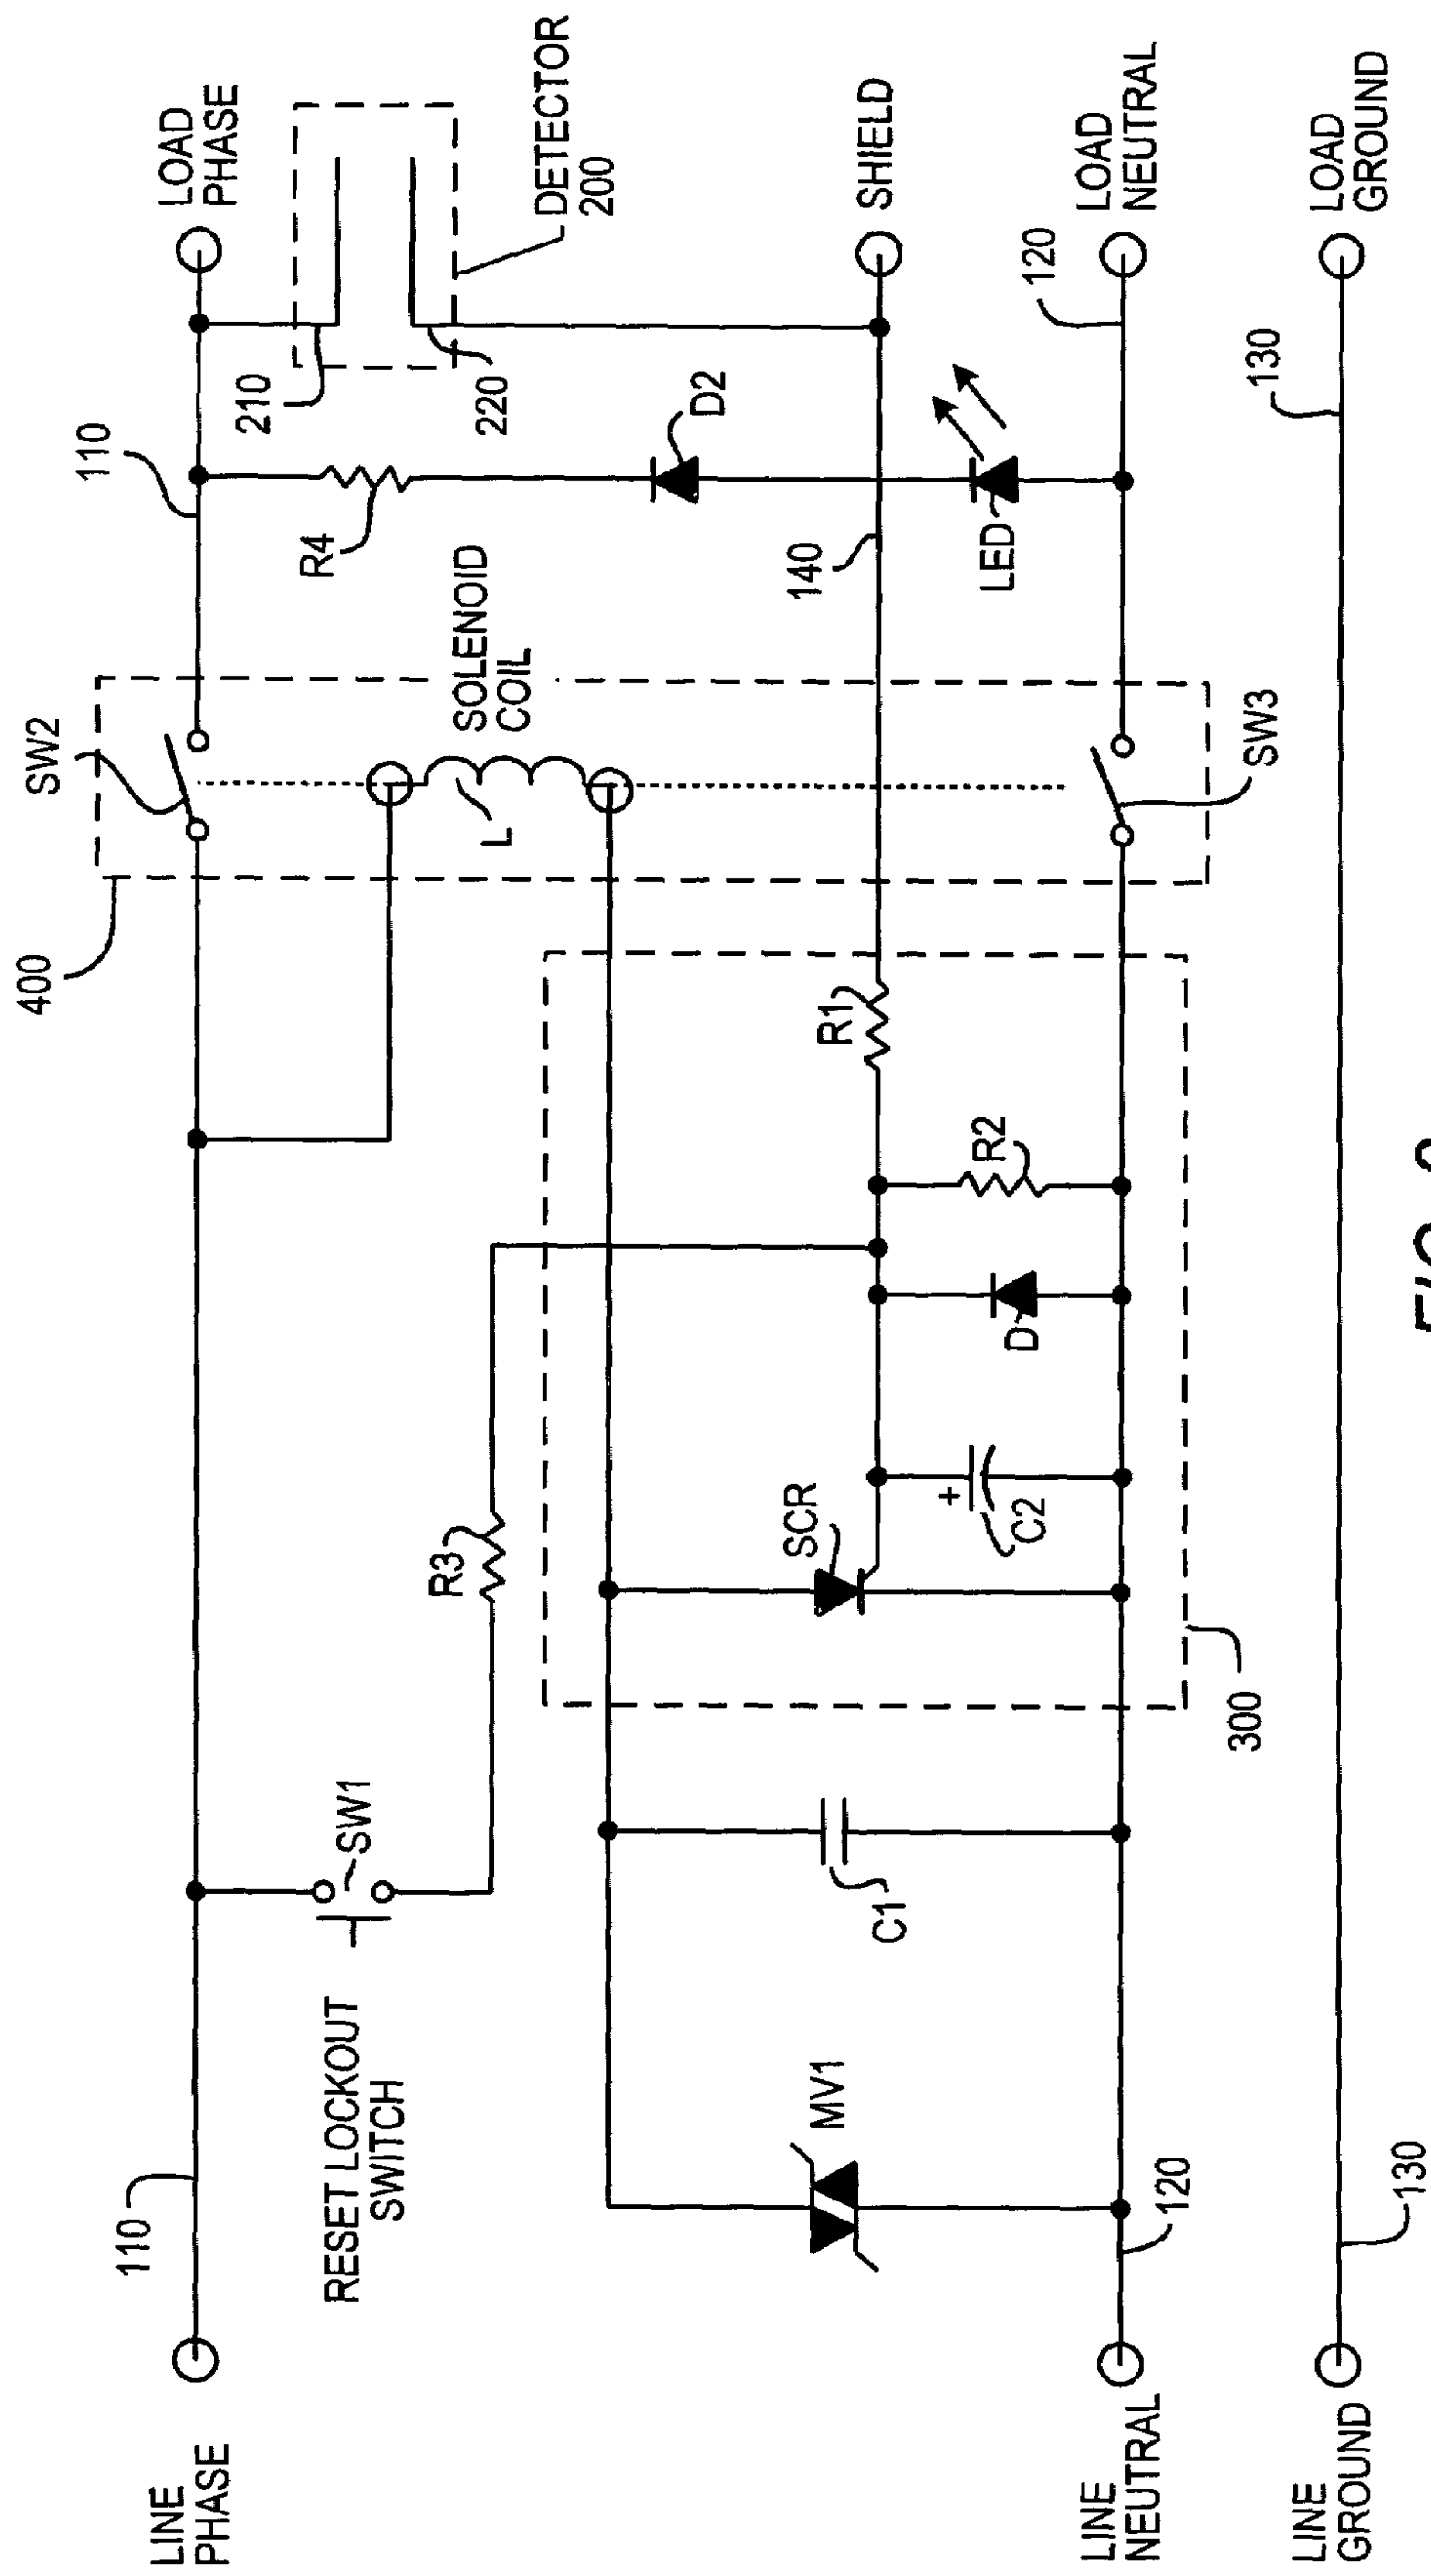 400
SW2
110
110
LINE
PHASE
LOAD
PHASE
RESET LOCKOUT
SWITCH
SW1
R3
L
SOLENOID
COIL
R4
210
220
DETECTOR
200
D2
MV1
C1
SCR
C2
D1
R2
R1
140
LED
SHIELD
LINE
NEUTRAL
120
120
LOAD
NEUTRAL
300
SW3
130
130
LINE
GROUND
LOAD
GROUND
FIG